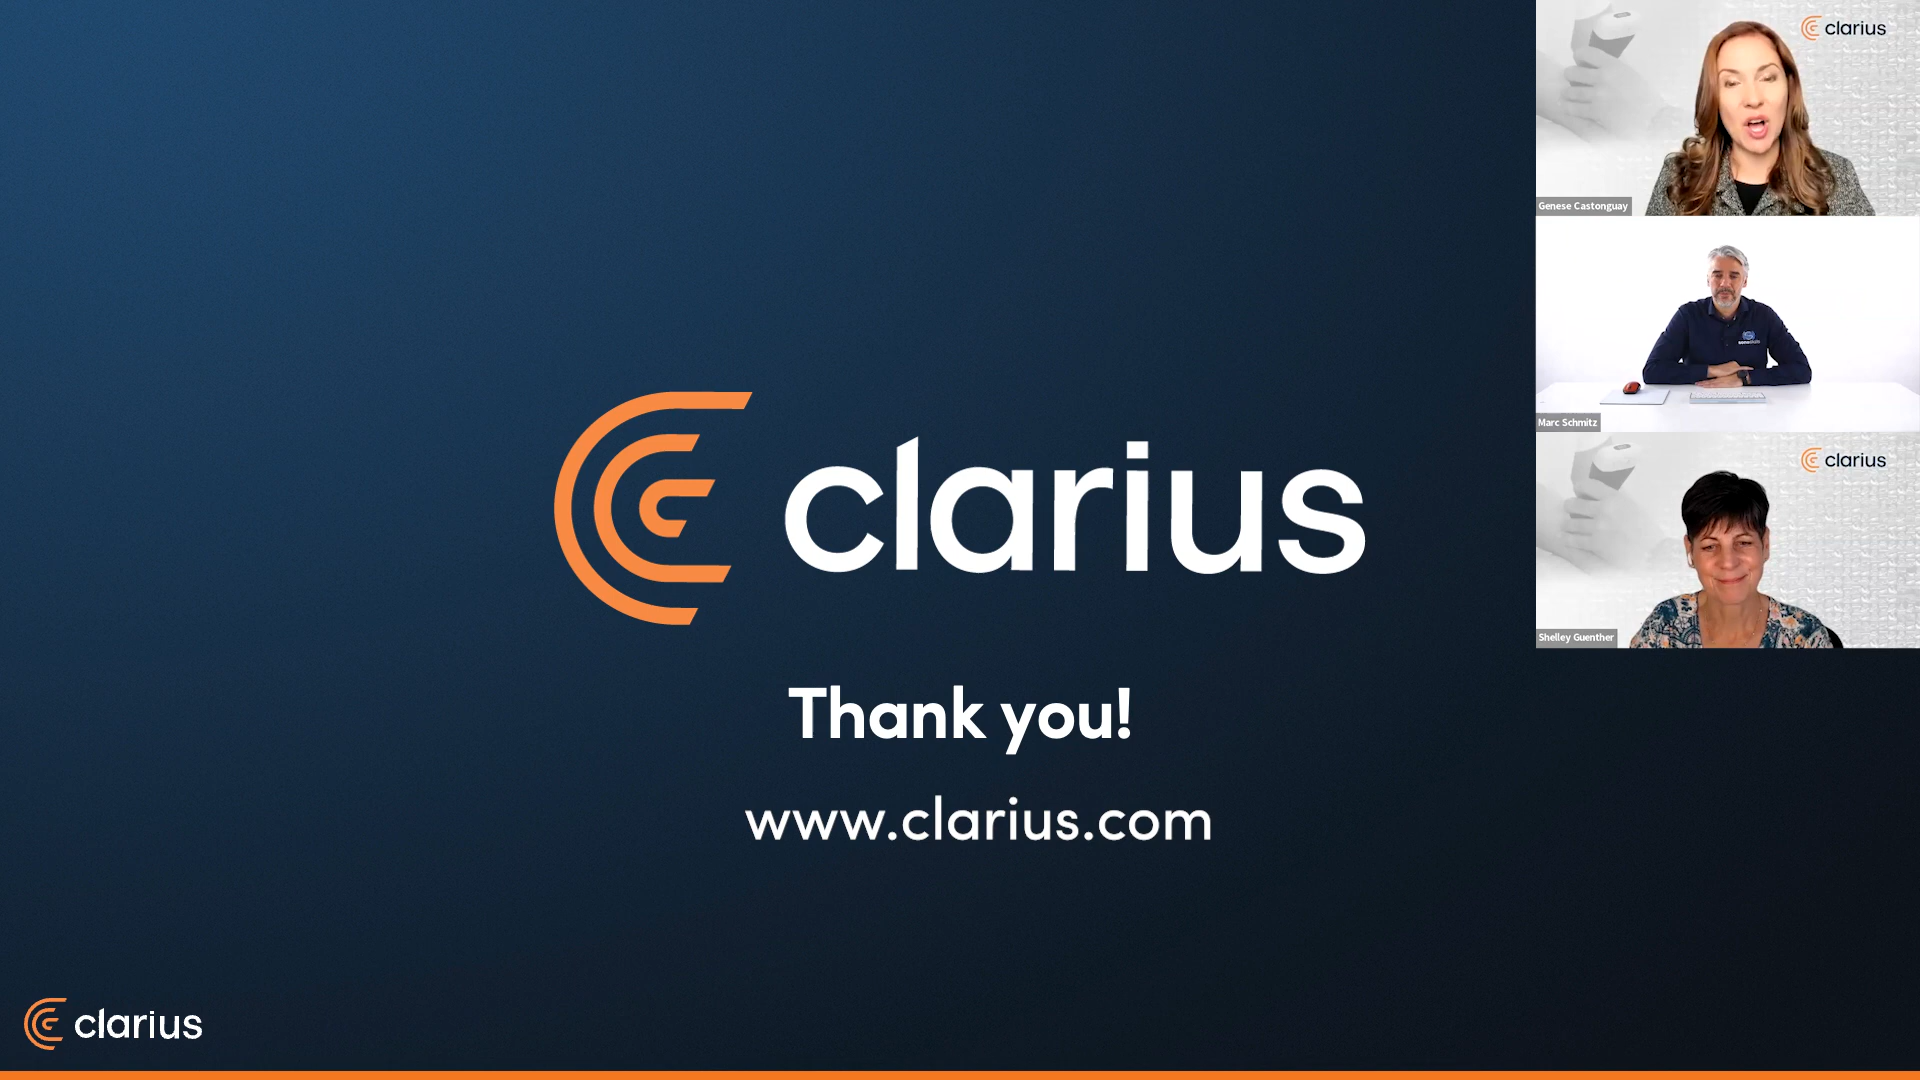 clarius
Thank you!
www.clarius.com
clarius
clarius
Genese Castonguay
Marc Schmitz
clarius
Shelley Guenther